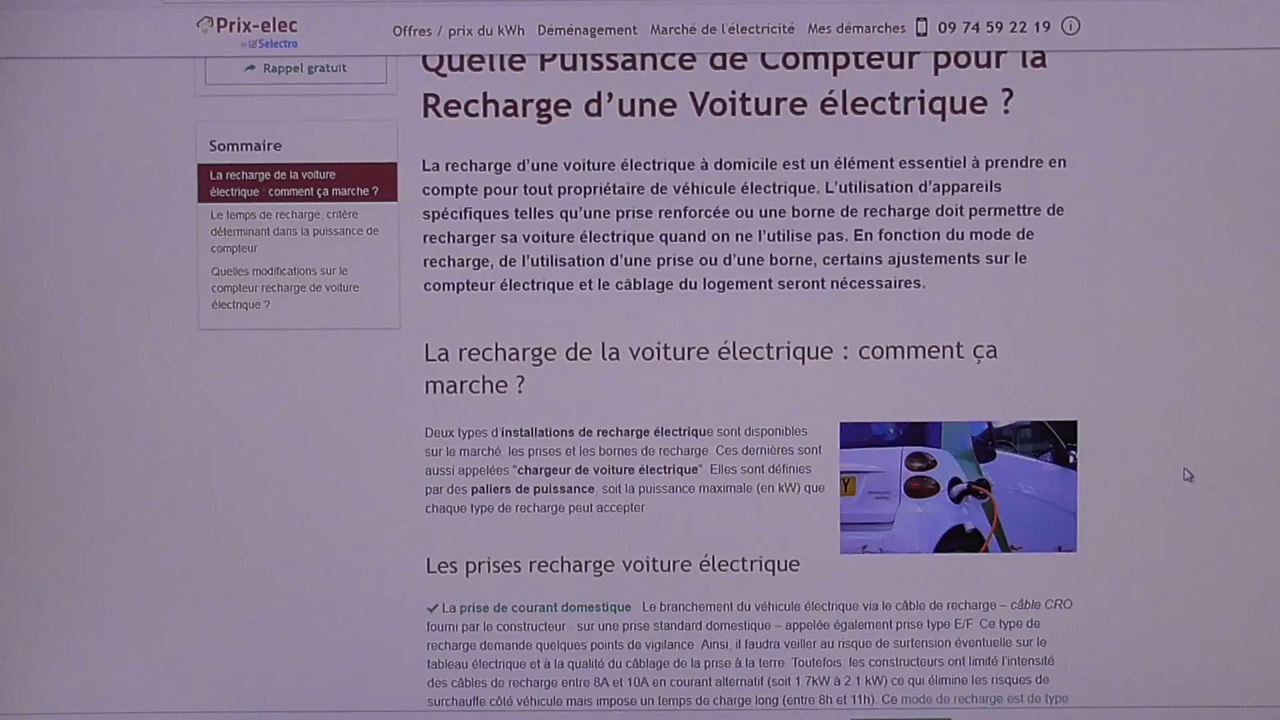 Prix-elec
by Selectra
Offres / prix du kWh Déménagement Marché de l'électricité Mes démarches 09 74 59 22 19
Rappel gratuit
Sommaire
La recharge de la voiture
électrique : comment ça marche ?
Le temps de recharge, critère
déterminant dans la puissance de
compteur
Quelles modifications sur le
compteur recharge de voiture
électrique ?
Quelle Puissance de Compteur pour la
Recharge d'une Voiture électrique ?
La recharge d'une voiture électrique à domicile est un élément essentiel à prendre en
compte pour tout propriétaire de véhicule électrique. L'utilisation d'appareils
spécifiques telles qu'une prise renforcée ou une borne de recharge doit permettre de
recharger sa voiture électrique quand on ne l'utilise pas. En fonction du mode de
recharge, de l'utilisation d'une prise ou d'une borne, certains ajustements sur le
compteur électrique et le câblage du logement seront nécessaires.
La recharge de la voiture électrique : comment ça
marche ?
Deux types d'installations de recharge électrique sont disponibles
sur le marché, les prises et les bornes de recharge. Ces dernières sont
aussi appelées "chargeur de voiture électrique". Elles sont définies
par des paliers de puissance, soit la puissance maximale (en kW) que
chaque type de recharge peut accepter.
Y
Les prises recharge voiture électrique
✔ La prise de courant domestique : Le branchement du véhicule électrique via le câble de recharge – câble CRO
fourni par le constructeur - sur une prise standard domestique – appelée également prise type E/F. Ce type de
recharge demande quelques points de vigilance. Ainsi, il faudra veiller au risque de surtension éventuelle sur le
tableau électrique et à la qualité du câblage de la prise à la terre. Toutefois, les constructeurs ont limité l'intensité
des câbles de recharge entre 8A et 10A en courant alternatif (soit 1.7kW à 2.1 kW) ce qui élimine les risques de
surchauffe côté véhicule mais impose un temps de charge long (entre 8h et 11h). Ce mode de recharge est de type